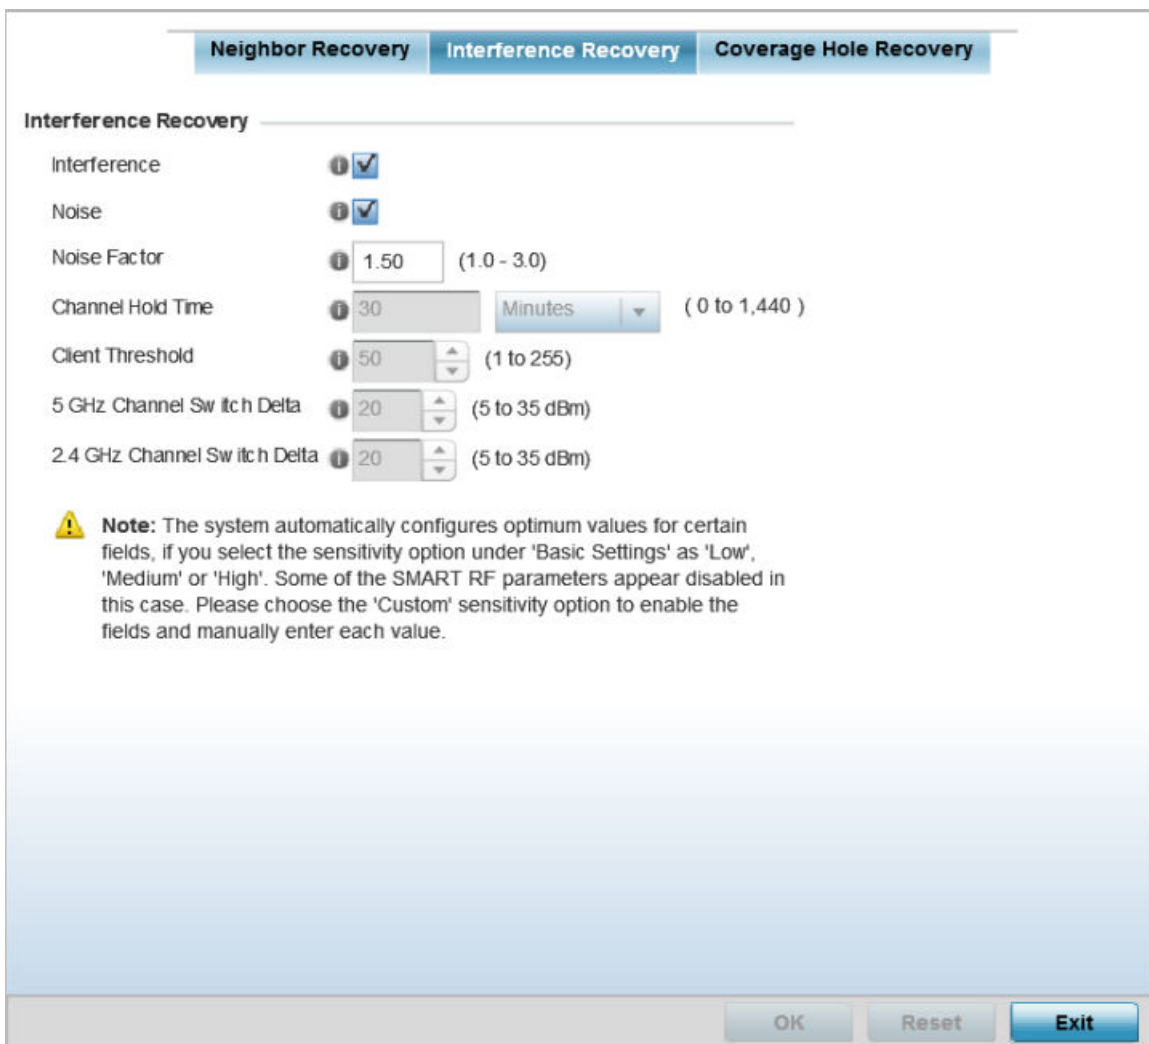 Neighbor Recovery Interference Recovery Coverage Hole Recovery
Interference Recovery
Interference
Noise
Noise Factor 1.50 (1.0 - 3.0)
Channel Hold Time 30 Minutes ( 0 to 1,440 )
Client Threshold 50 (1 to 255)
5 GHz Channel Switch Delta 20 (5 to 35 dBm)
2.4 GHz Channel Switch Delta 20 (5 to 35 dBm)
Note: The system automatically configures optimum values for certain
fields, if you select the sensitivity option under 'Basic Settings' as 'Low',
'Medium' or 'High'. Some of the SMART RF parameters appear disabled in
this case. Please choose the 'Custom' sensitivity option to enable the
fields and manually enter each value.
OK Reset Exit